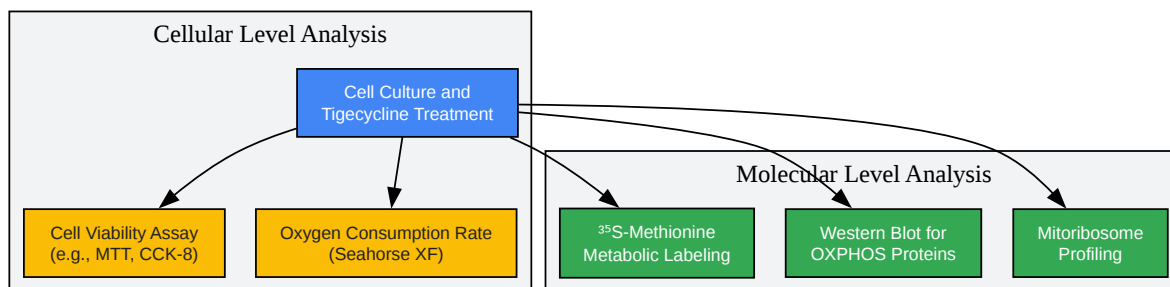 Cellular Level Analysis
Cell Culture and
Tigecycline Treatment
Molecular Level Analysis
Cell Viability Assay
(e.g., MTT, CCK-8)
Oxygen Consumption Rate
(Seahorse XF)
³⁵S-Methionine
Metabolic Labeling
Western Blot for
OXPHOS Proteins
Mitoribosome
Profiling